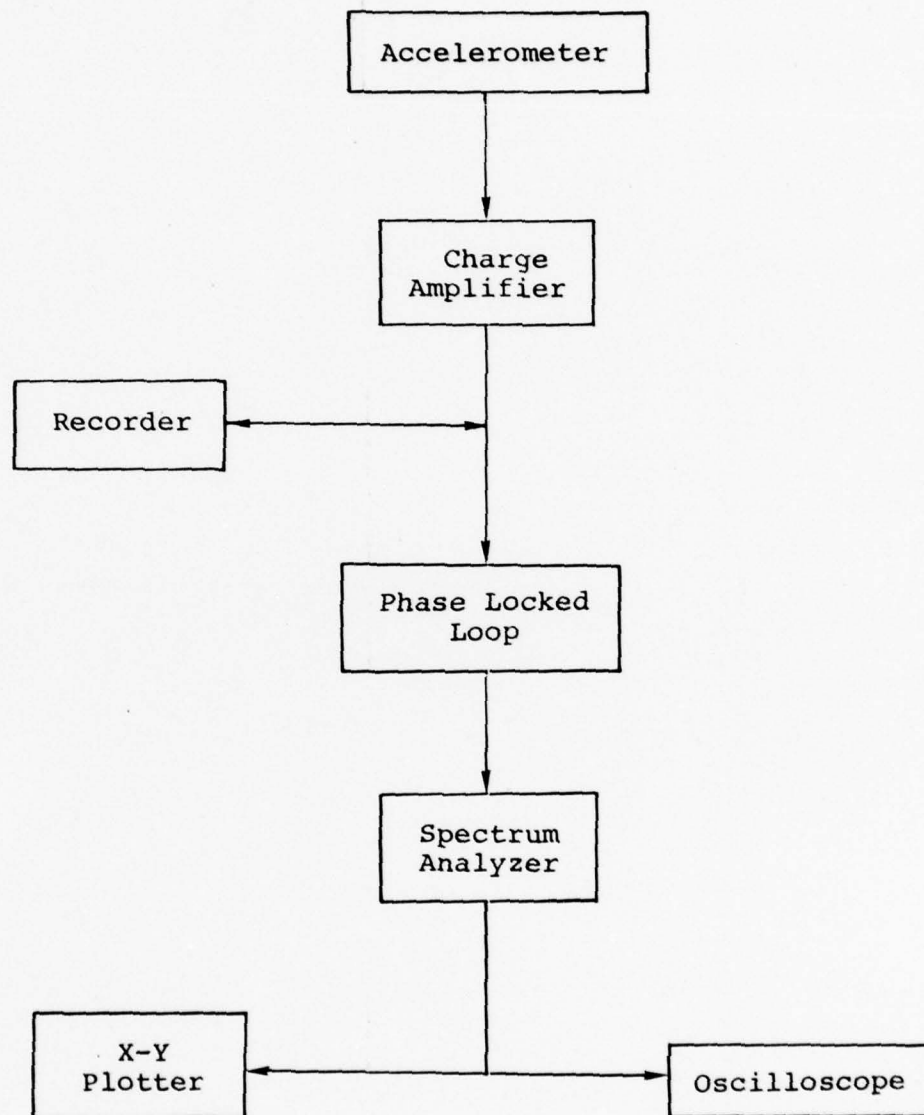 Accelerometer
Charge
Amplifier
Recorder
Phase Locked
Loop
Spectrum
Analyzer
X-Y
Plotter
Oscilloscope